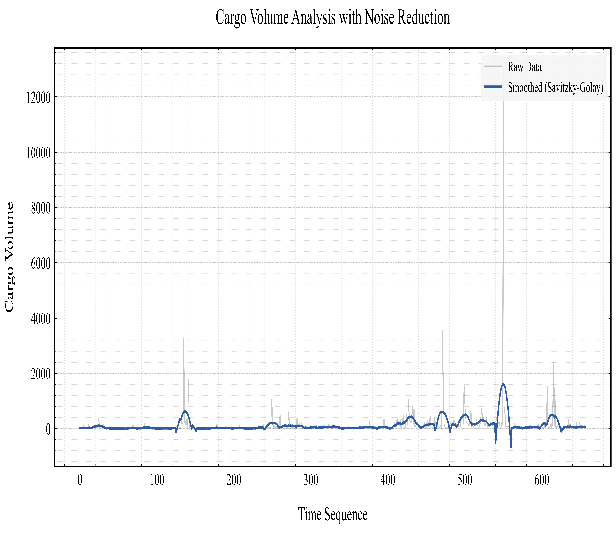 Cargo Volume Analysis with Noise Reduction
Raw Data
Smoothed (Savitzky-Golay)
12000
10000
8000
6000
4000
2000
0
Cargo Volume
0 100 200 300 400 500 600
Time Sequence